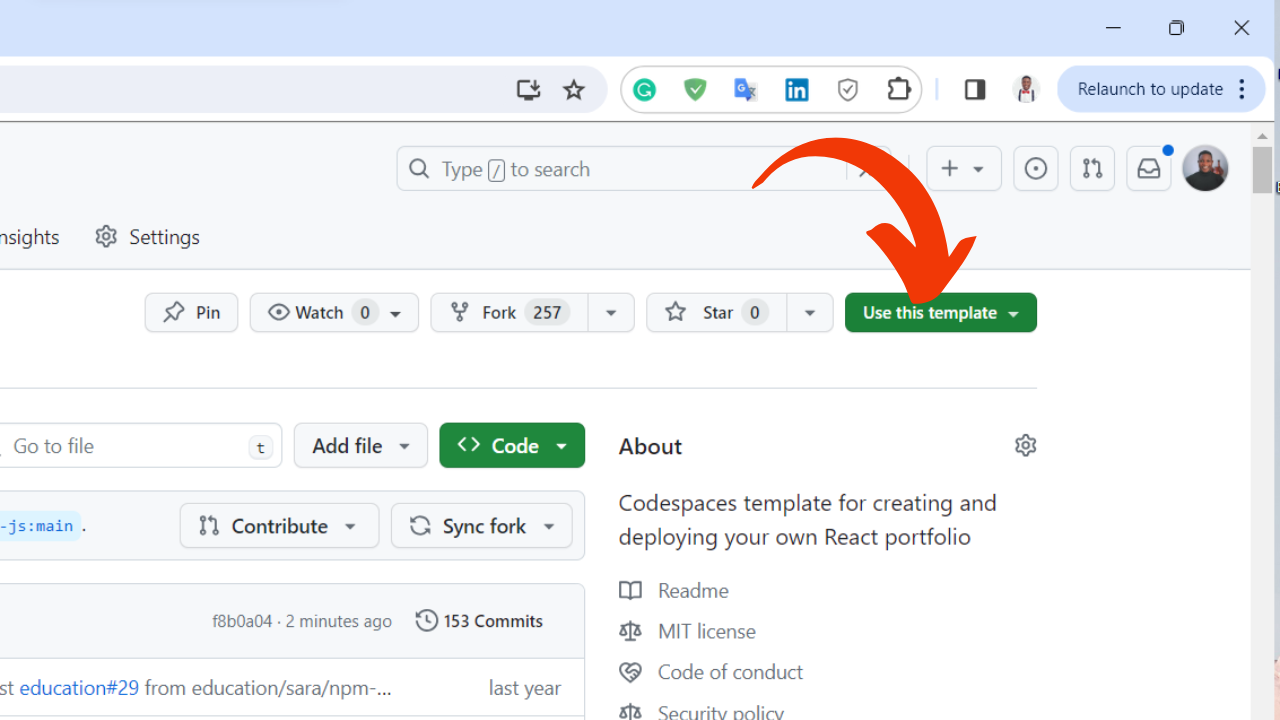 Relaunch to update
Type / to search
nsights
Settings
Pin
Watch 0
Fork 257
Star 0
Use this template
Go to file
t
Add file
Code
About
Codespaces template for creating and
deploying your own React portfolio
-js:main .
Contribute
Sync fork
Readme
MIT license
Code of conduct
Security policy
f8b0a04 · 2 minutes ago
153 Commits
st education#29 from education/sara/npm-...
last year